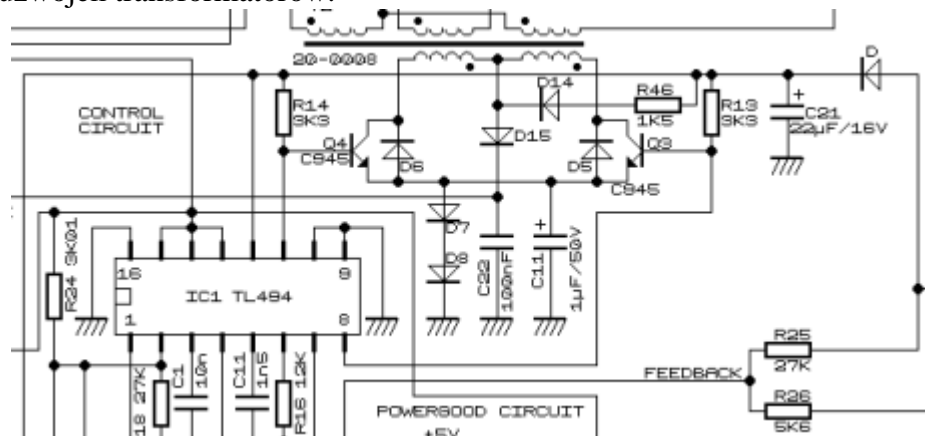 transformatorów.
20-0008
D
D14
R46
1K5
R14
3K3
R13
3K3
C21
22µF/16V
+
CONTROL
CIRCUIT
Q4
C945
D6
D15
D5
Q3
C945
R24 3K01
D7
D8
C22
100nF
+
C11
1µF/50V
16
9
IC1 TL494
1
8
R25
27K
FEEDBACK
R26
5K6
18 27K
C1
10n
C11
1n5
R16 12K
POWERGOOD CIRCUIT
+5V